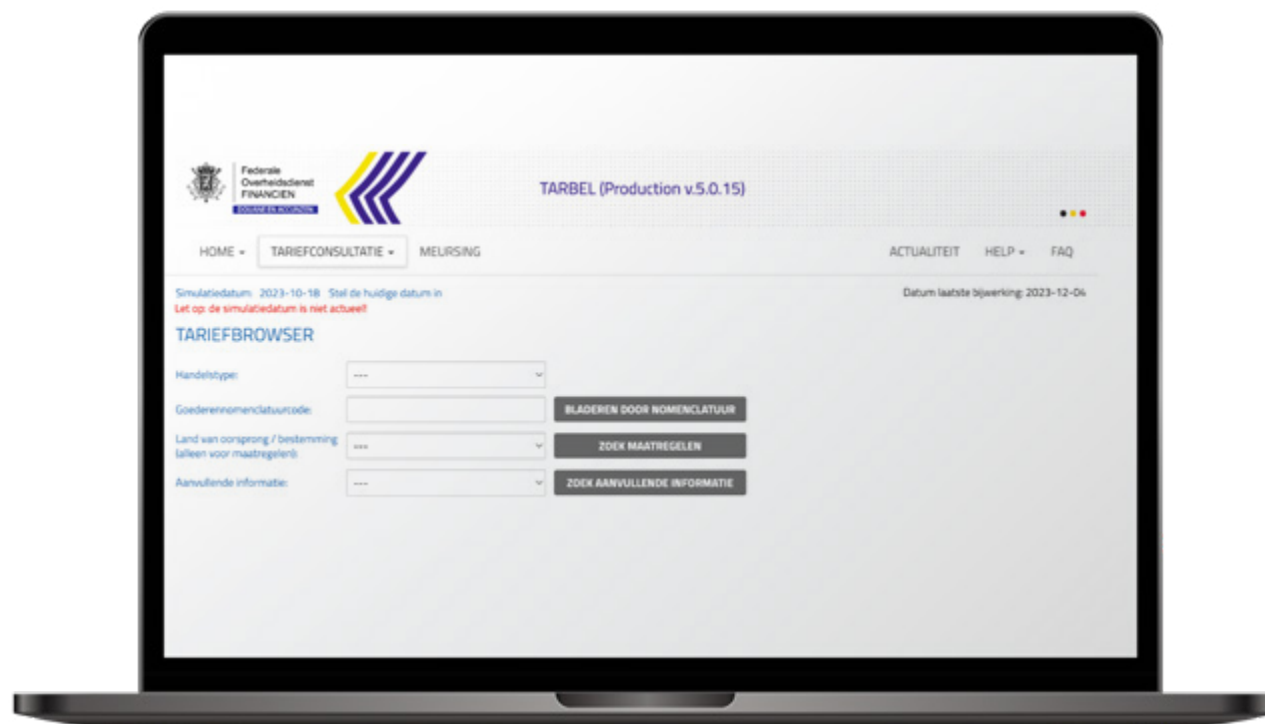 Federale
Overheidsdienst
FINANCIEN
DOUANE EN ACCIJNZEN
TARBEL (Production v.5.0.15)
HOME TARIEFCONSULTATIE MEURSING ACTUALITEIT HELP FAQ
Simulatiedatum: 2023-10-18 Stel de huidige datum in
Datum laatste bijwerking: 2023-12-04
Let op: de simulatiedatum is niet actueel!
TARIEFBROWSER
Handelstype: ---
Goederennomenclatuurcode: BLADEREN DOOR NOMENCLATUUR
Land van oorsprong / bestemming
(alleen voor maatregelen): --- ZOEK MAATREGELEN
Aanvullende informatie: --- ZOEK AANVULLENDE INFORMATIE